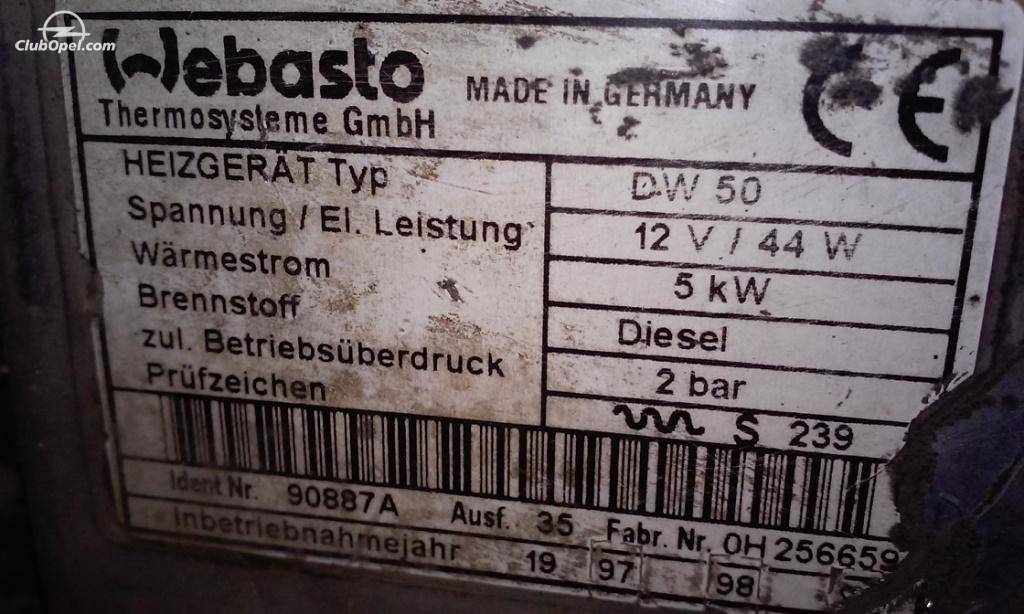 ClubOpel.com
Webasto
MADE IN GERMANY
CE
Thermosysteme GmbH
HEIZGERÄT Typ DW 50
Spannung / El. Leistung 12 V / 44 W
Wärmestrom 5 kW
Brennstoff Diesel
zul. Betriebsüberdruck 2 bar
Prüfzeichen S 239
Ident Nr. 90887A Ausf. 35 Fabr. Nr. 0H 256659
Inbetriebnahmejahr 19 97 98